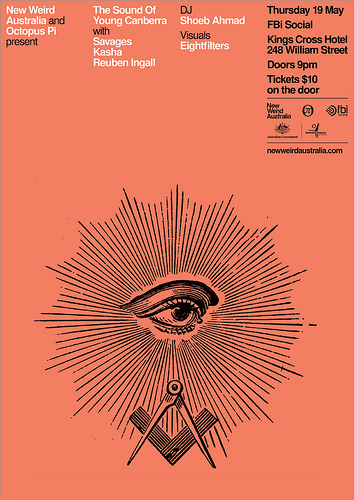 New Weird
Australia and
Octopus Pi
present
The Sound Of
Young Canberra
with
Savages
Kasha
Reuben Ingall
DJ
Shoeb Ahmad
Visuals
Eightfilters
Thursday 19 May
FBi Social
Kings Cross Hotel
248 William Street
Doors 9pm
Tickets $10
on the door
New
Weird
Australia
fbi
newweirdaustralia.com